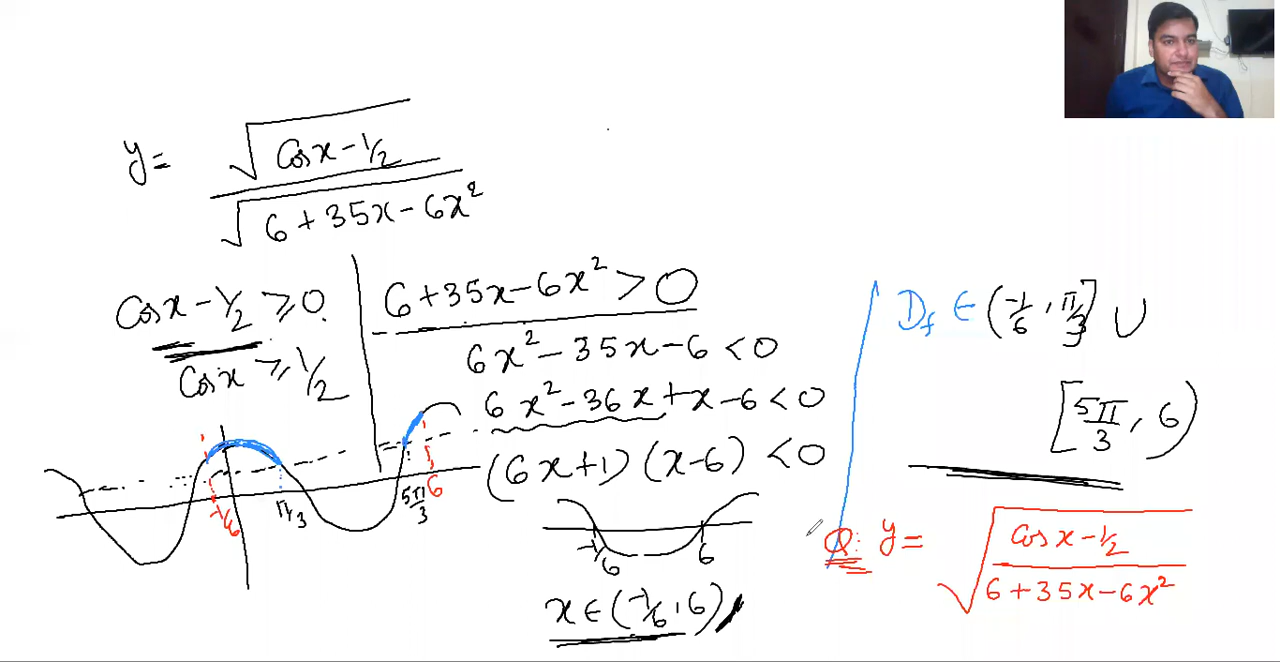 y = √(cos x - 1/2) / √(6 + 35x - 6x²)
cos x - 1/2 ≥ 0
cos x ≥ 1/2
6 + 35x - 6x² > 0
6x² - 35x - 6 < 0
6x² - 36x + x - 6 < 0
(6x + 1) (x - 6) < 0
-1/6 π/3 5π/3 6
-1/6 6
x ∈ (-1/6, 6)
D_f ∈ (-1/6, π/3] ∪
[5π/3, 6)
Q: y = √((cos x - 1/2) / (6 + 35x - 6x²))